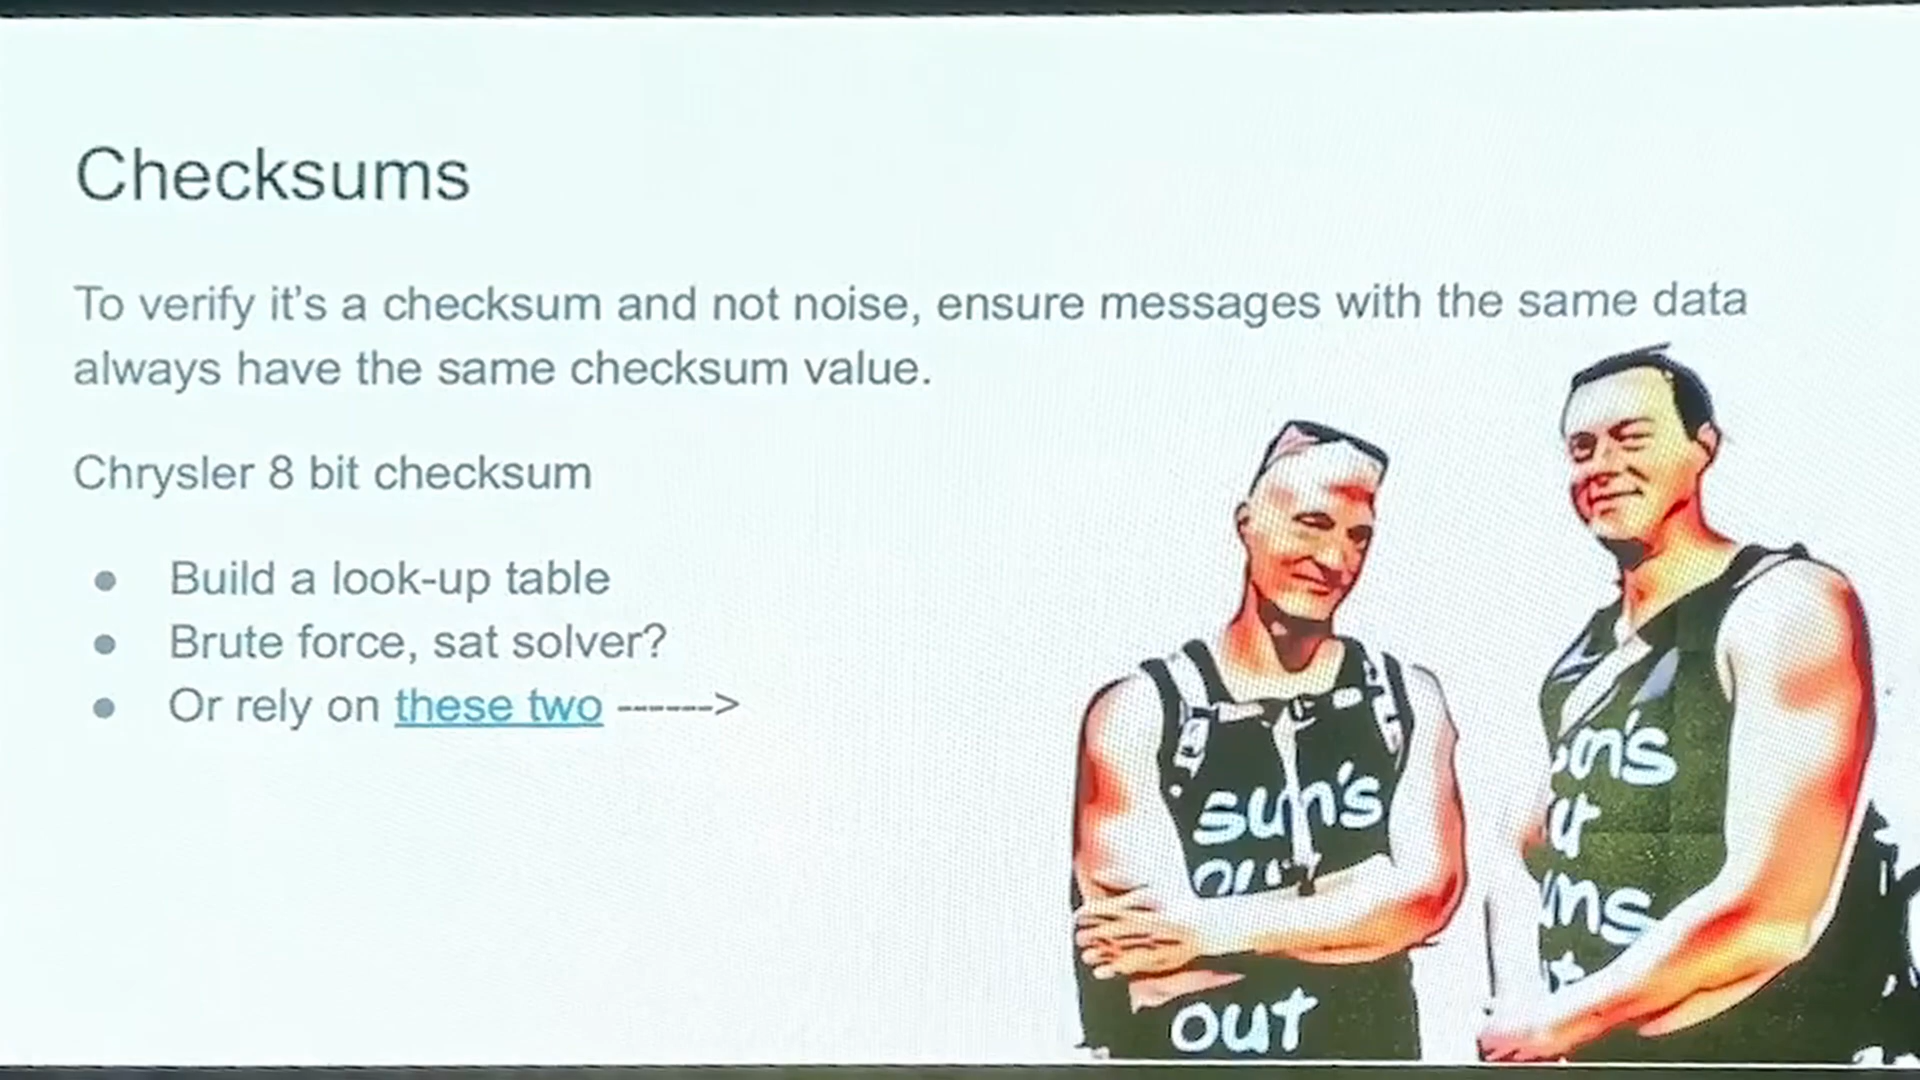 Checksums
To verify it's a checksum and not noise, ensure messages with the same data
always have the same checksum value.
Chrysler 8 bit checksum
● Build a look-up table
● Brute force, sat solver?
● Or rely on these two ------>
sun's
out